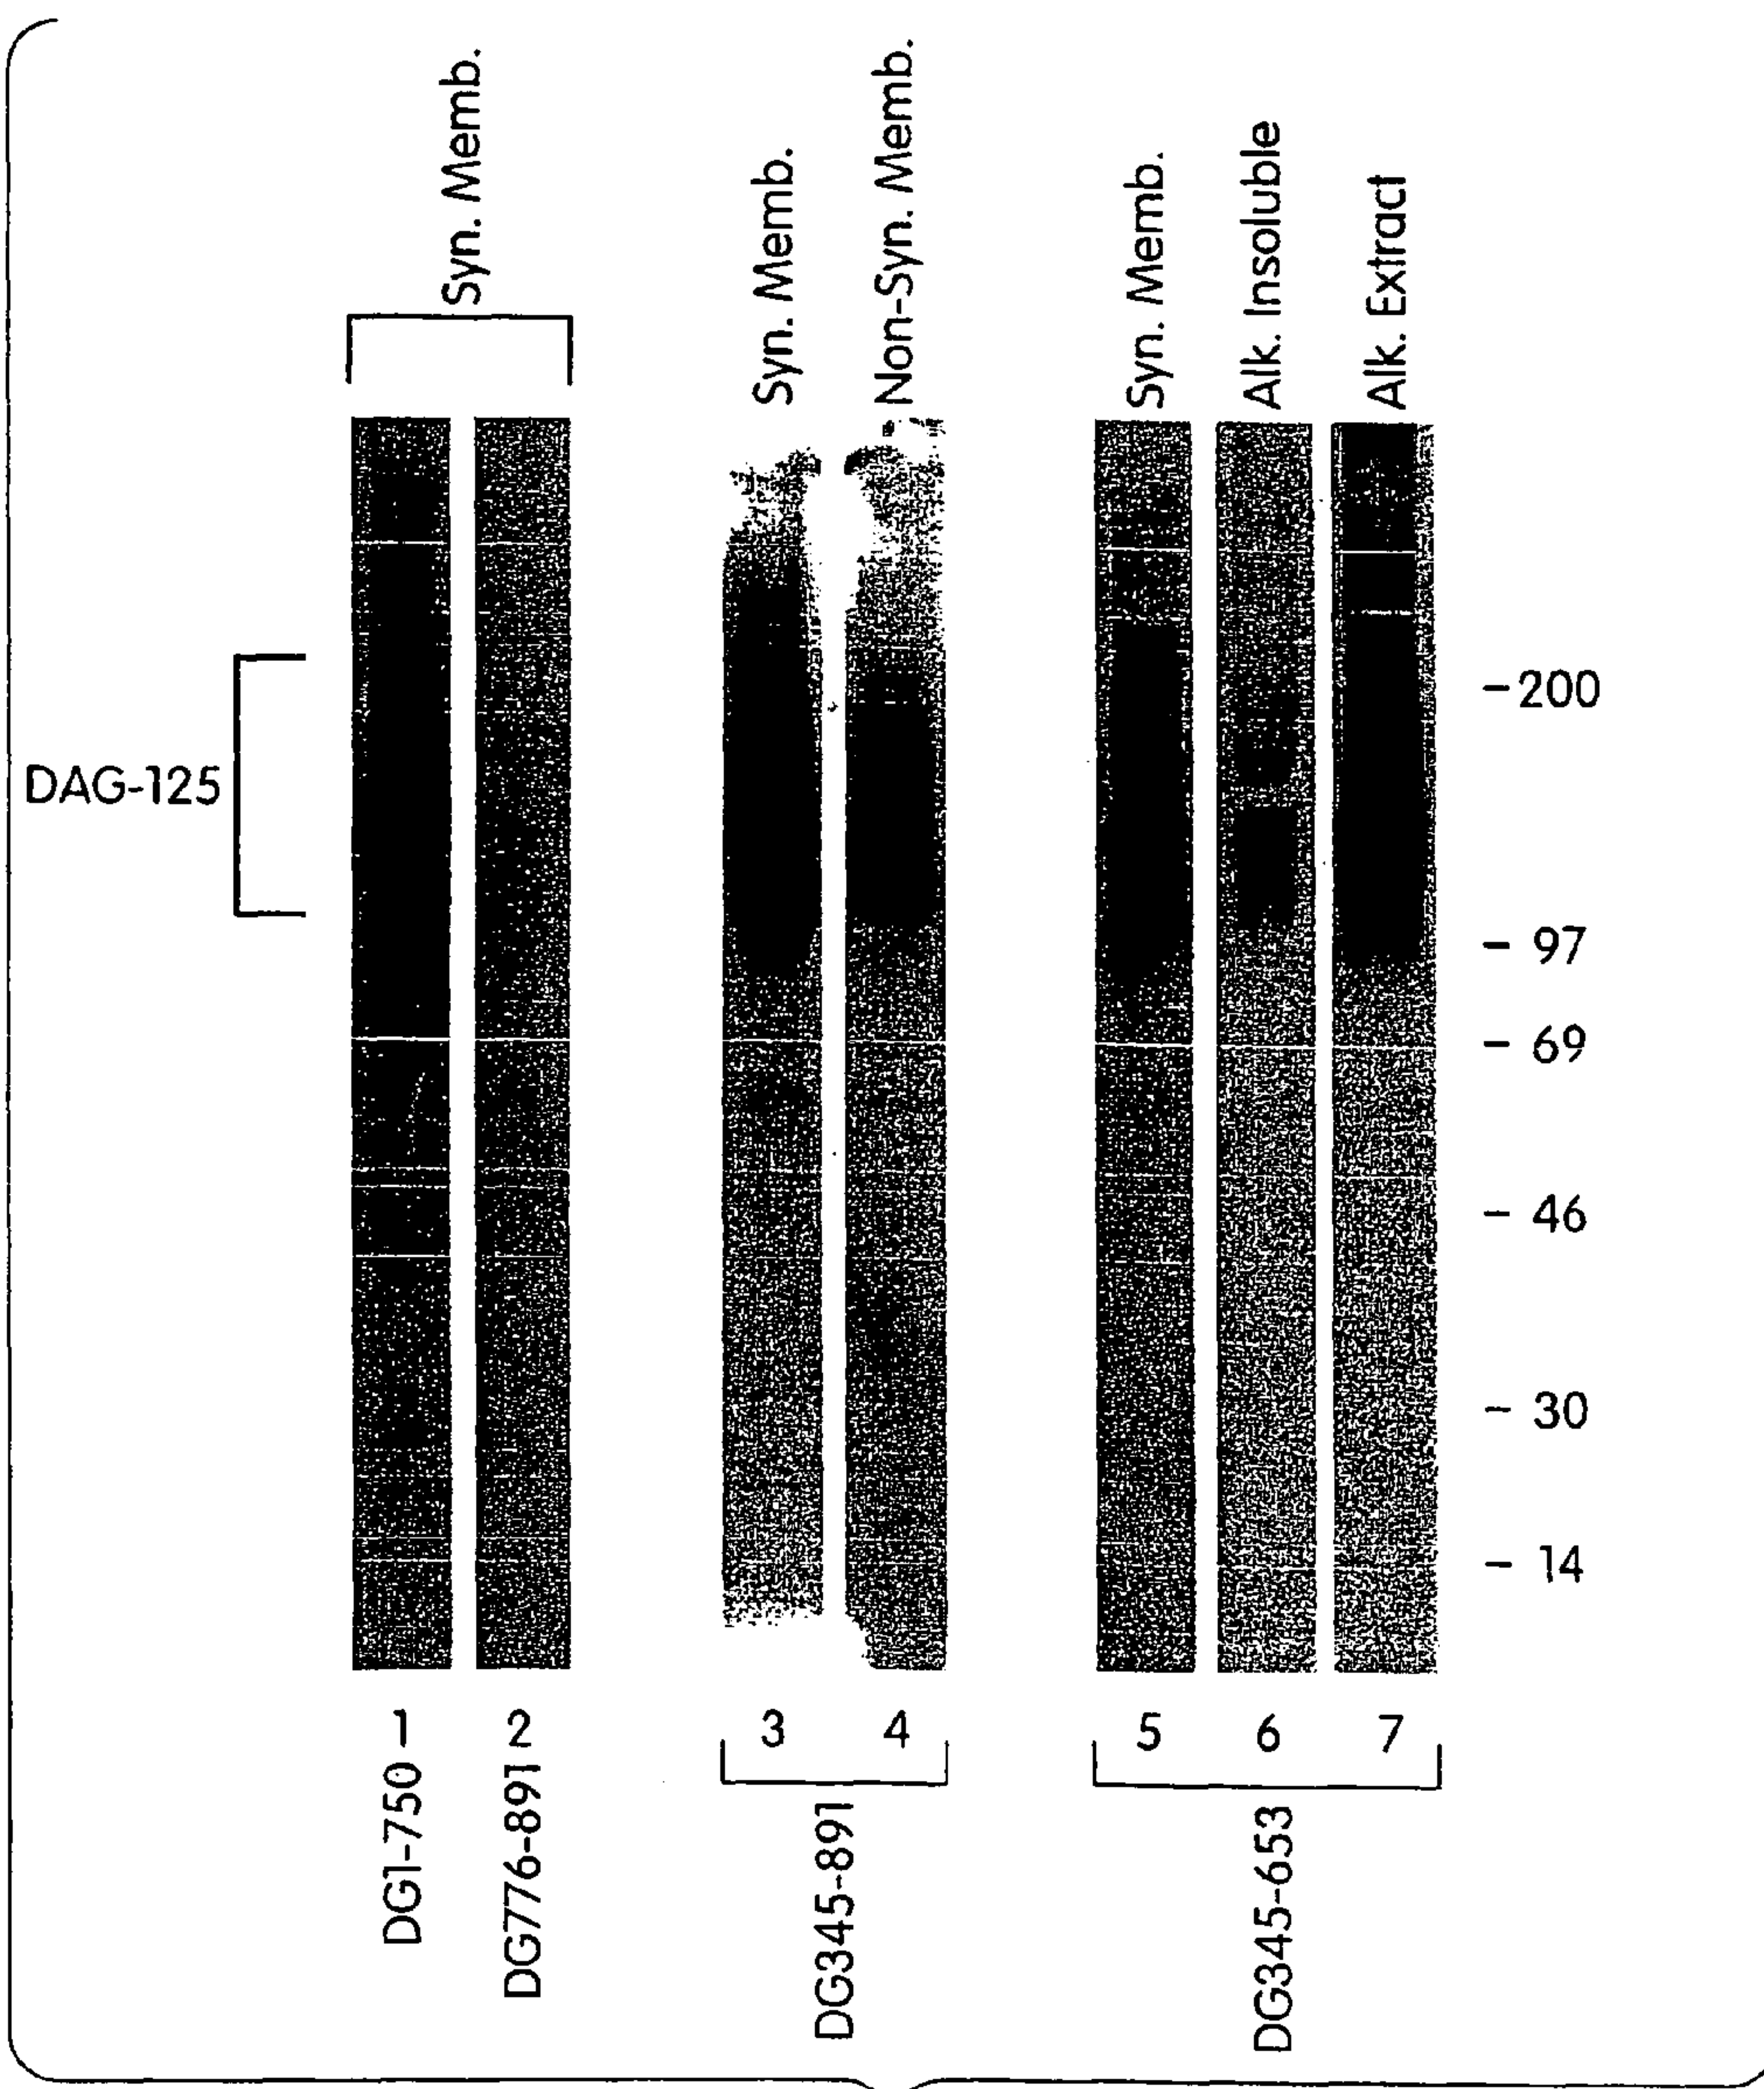 Syn. Memb.
Syn. Memb.
Non-Syn. Memb.
Syn. Memb.
Alk. Insoluble
Alk. Extract
DAG-125
-200
- 97
- 69
- 46
- 30
- 14
1
2
3
4
5
6
7
DG1-750
DG776-891
DG345-891
DG345-653